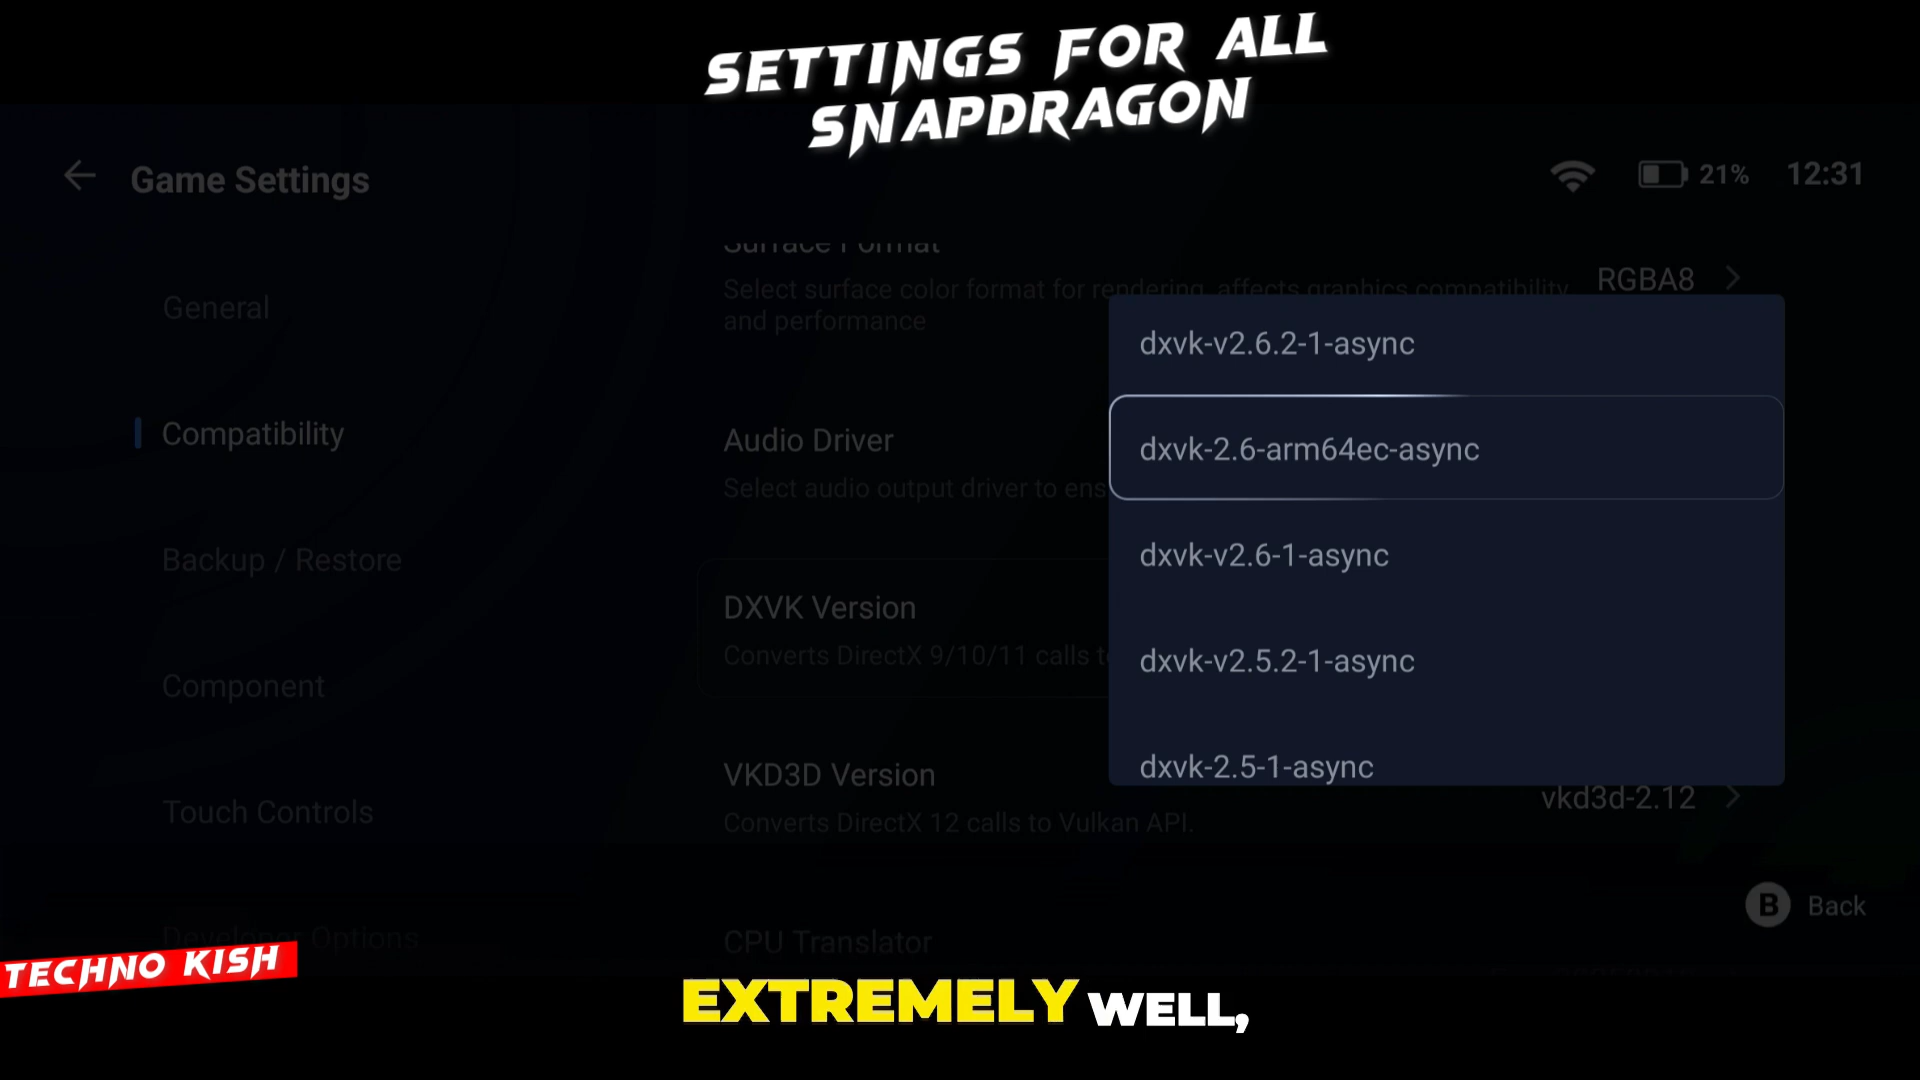 SETTINGS FOR ALL
SNAPDRAGON
Game Settings
21%
12:31
General
Compatibility
Backup / Restore
Component
Touch Controls
Developer Options
Surface Format
Select surface color format for rendering, affects graphics compatibility
and performance
RGBA8
Audio Driver
Select audio output driver to ens
DXVK Version
Converts DirectX 9/10/11 calls t
VKD3D Version
Converts DirectX 12 calls to Vulkan API.
vkd3d-2.12
CPU Translator
dxvk-v2.6.2-1-async
dxvk-2.6-arm64ec-async
dxvk-v2.6-1-async
dxvk-v2.5.2-1-async
dxvk-2.5-1-async
B Back
TECHNO KISH
EXTREMELY WELL,